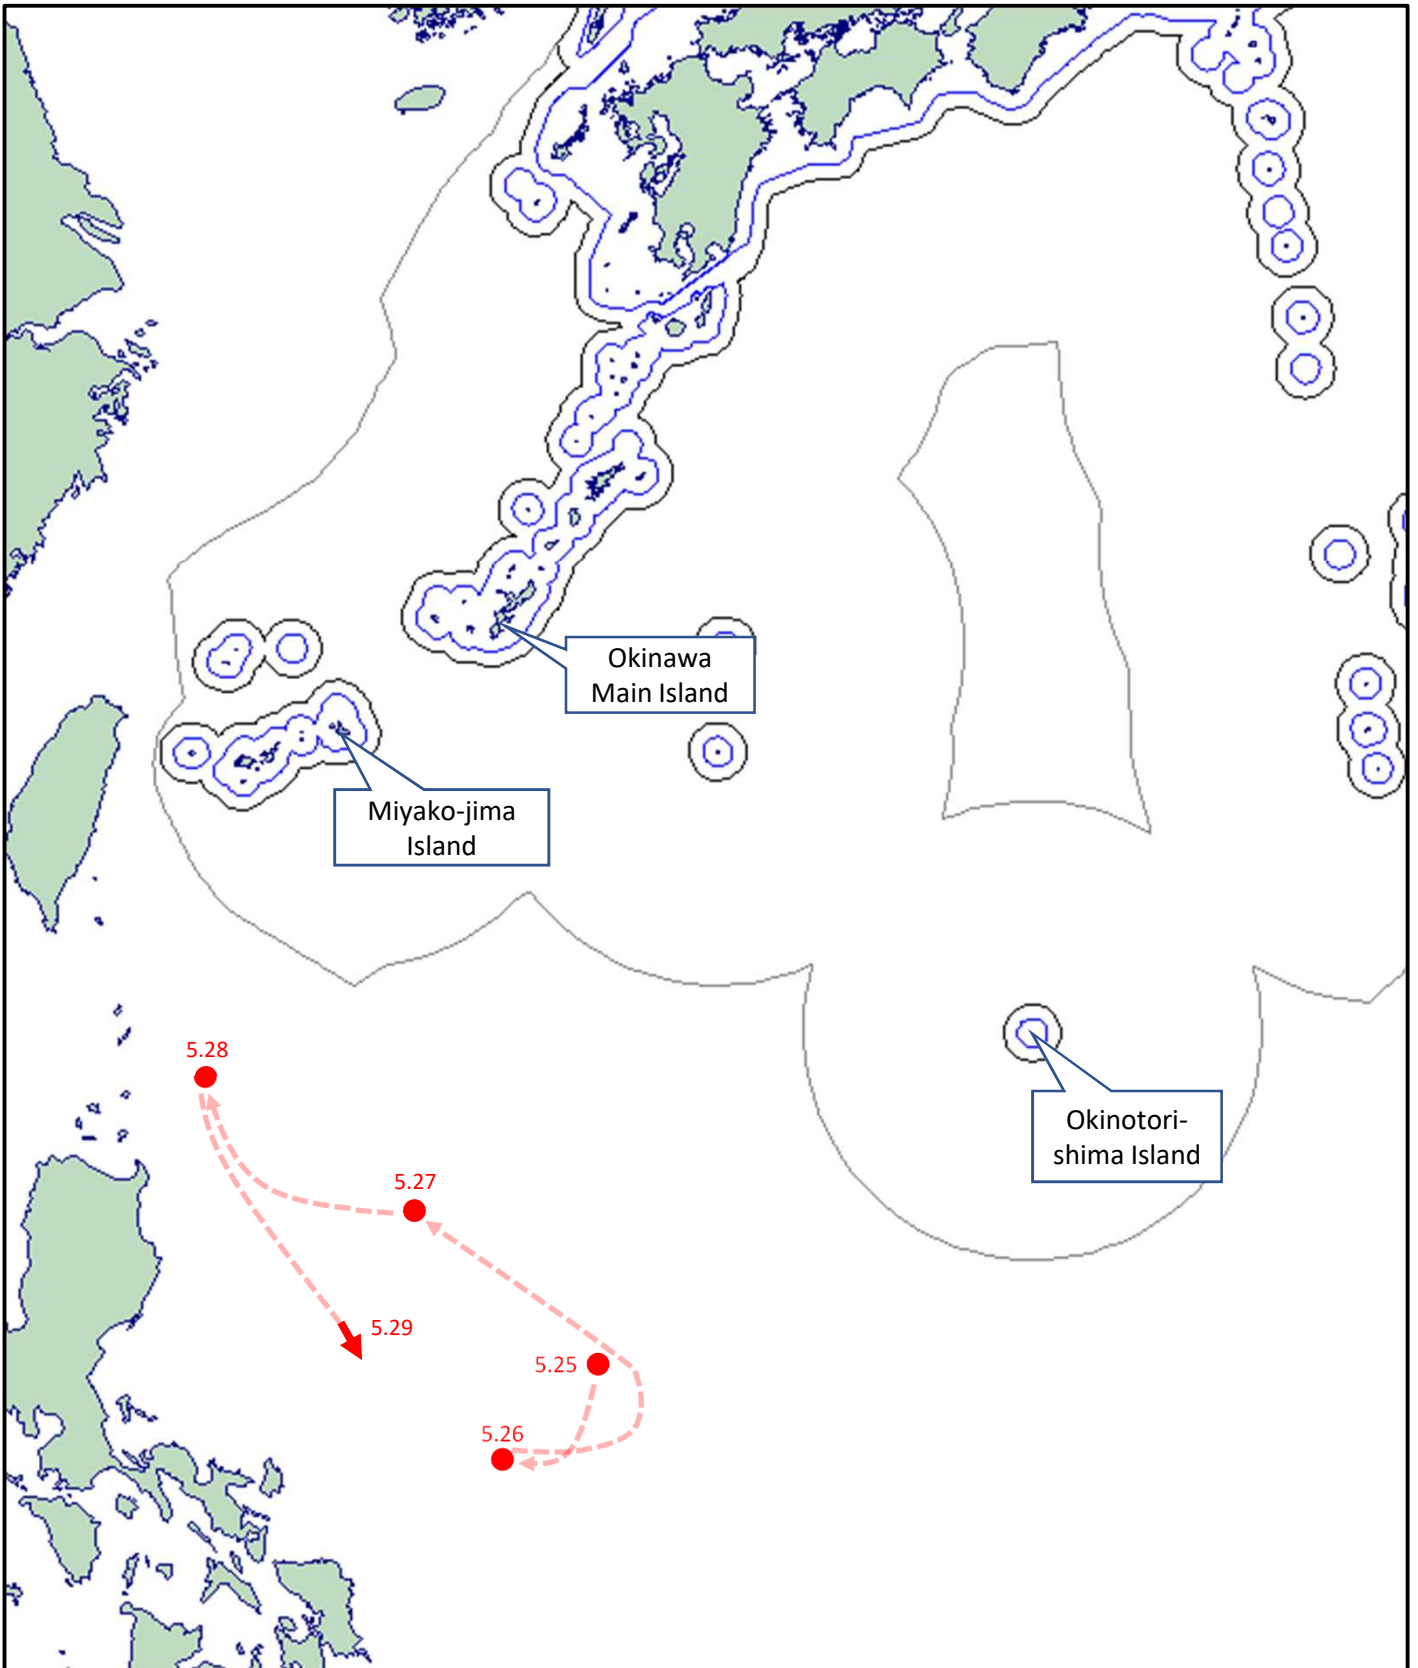 Okinawa
Main Island
Miyako-jima
Island
5.28
Okinotori-
shima Island
5.27
5.29
5.25
5.26